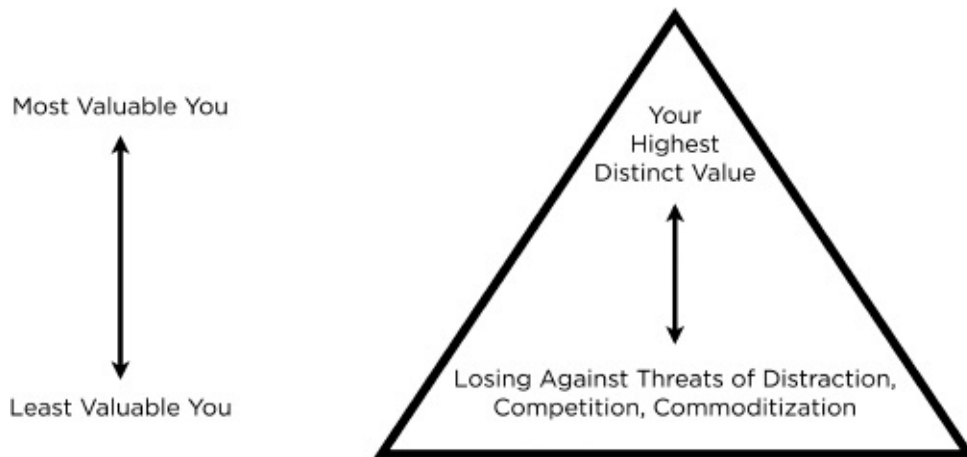 Most Valuable You
Least Valuable You
Your
Highest
Distinct Value
Losing Against Threats of Distraction,
Competition, Commoditization